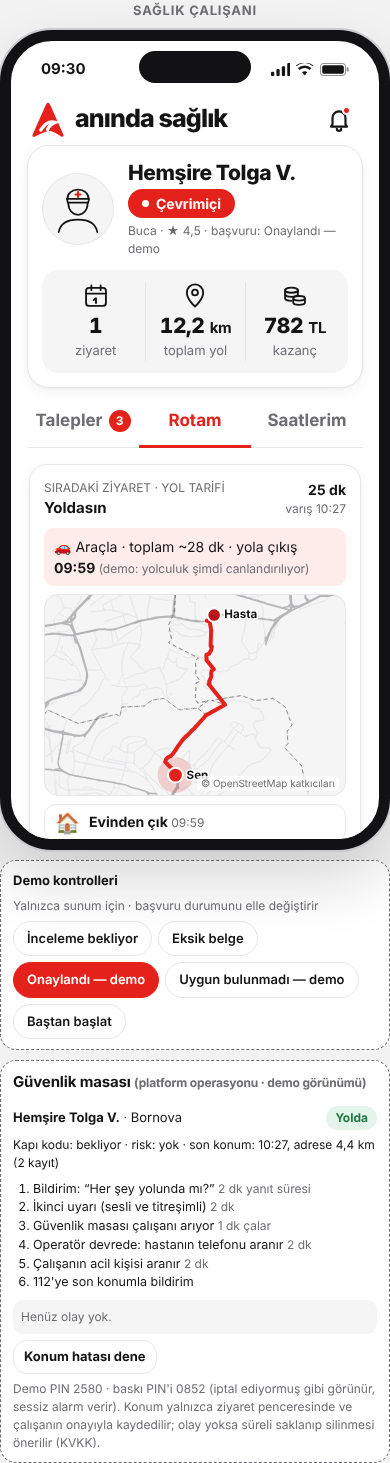 SAĞLIK ÇALIŞANI
09:30
anında sağlık
Hemşire Tolga V.
Çevrimiçi
Buca · ★ 4,5 · başvuru: Onaylandı —
demo
1
ziyaret
12,2 km
toplam yol
782 TL
kazanç
Talepler 3
Rotam
Saatlerim
SIRADAKİ ZİYARET · YOL TARİFİ
25 dk
Yoldasın
varış 10:27
🚗 Araçla · toplam ~28 dk · yola çıkış
09:59 (demo: yolculuk şimdi canlandırılıyor)
Hasta
Sen
© OpenStreetMap katkıcıları
🏠 Evinden çık 09:59
Demo kontrolleri
Yalnızca sunum için · başvuru durumunu elle değiştirir
İnceleme bekliyor
Eksik belge
Onaylandı — demo
Uygun bulunmadı — demo
Baştan başlat
Güvenlik masası (platform operasyonu · demo görünümü)
Hemşire Tolga V. · Bornova
Yolda
Kapı kodu: bekliyor · risk: yok · son konum: 10:27, adrese 4,4 km
(2 kayıt)
1. Bildirim: “Her şey yolunda mı?” 2 dk yanıt süresi
2. İkinci uyarı (sesli ve titreşimli) 2 dk
3. Güvenlik masası çalışanı arıyor 1 dk çalar
4. Operatör devrede: hastanın telefonu aranır 2 dk
5. Çalışanın acil kişisi aranır 2 dk
6. 112'ye son konumla bildirim
Henüz olay yok.
Konum hatası dene
Demo PIN 2580 · baskı PIN'i 0852 (iptal ediyormuş gibi görünür,
sessiz alarm verir). Konum yalnızca ziyaret penceresinde ve
çalışanın onayıyla kaydedilir; olay yoksa süreli saklanıp silinmesi
önerilir (KVKK).